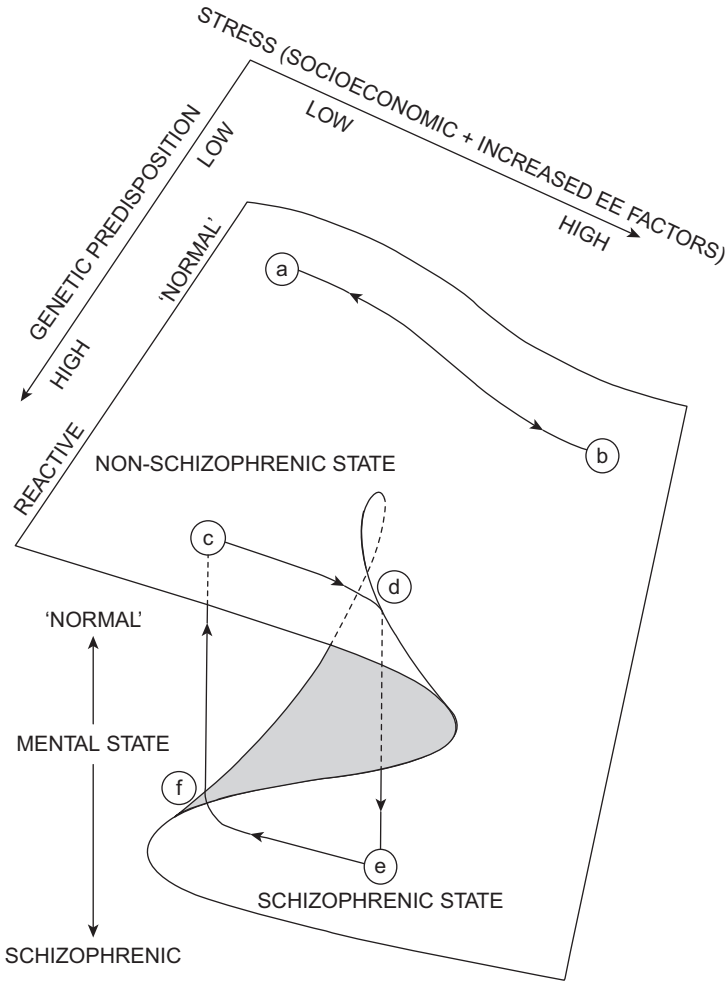 STRESS (SOCIOECONOMIC + INCREASED EE FACTORS)
LOW
HIGH
GENETIC PREDISPOSITION
LOW
HIGH
'NORMAL'
REACTIVE
a
b
NON-SCHIZOPHRENIC STATE
c
d
'NORMAL'
MENTAL STATE
f
e
SCHIZOPHRENIC STATE
SCHIZOPHRENIC